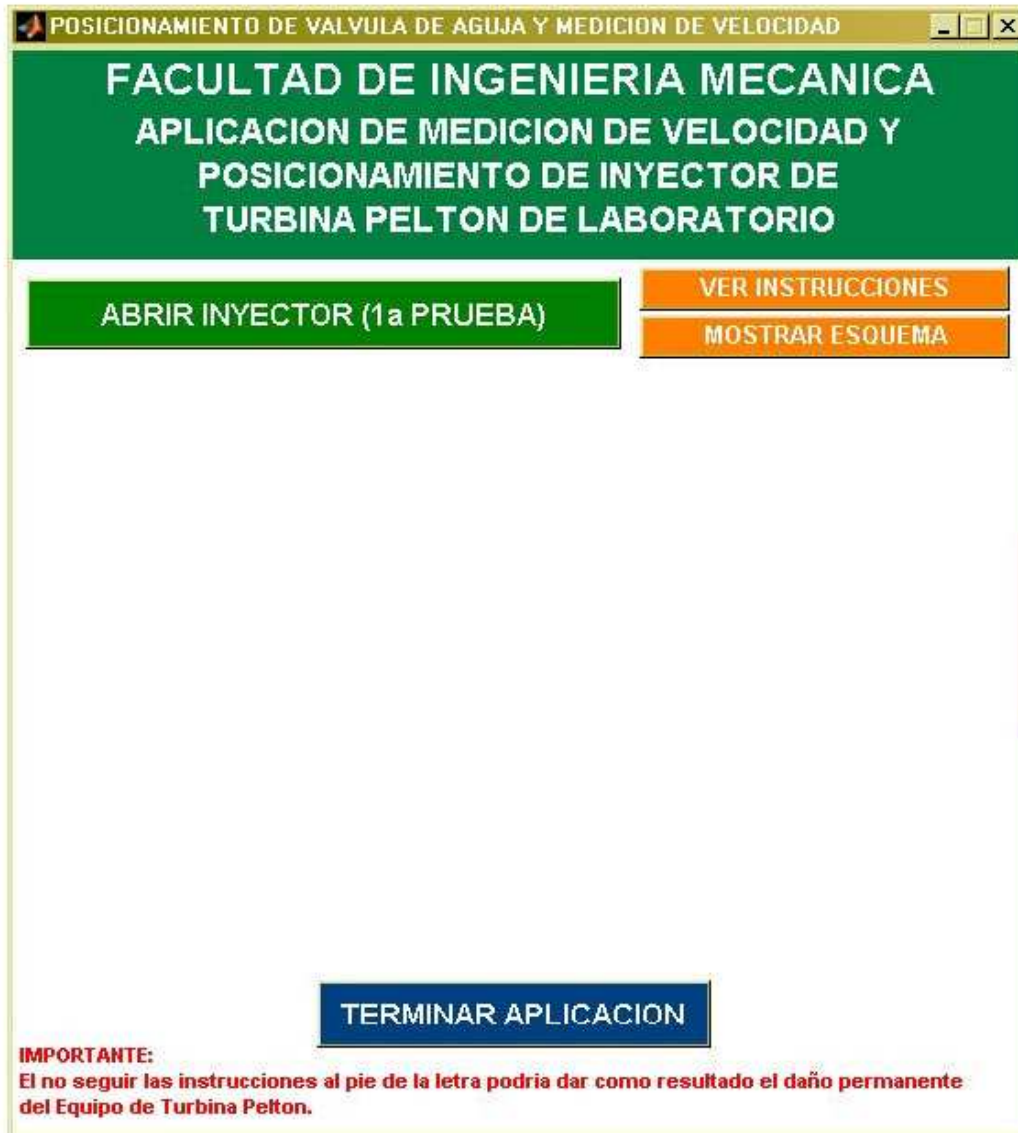 POSICIONAMIENTO DE VALVULA DE AGUJA Y MEDICION DE VELOCIDAD
FACULTAD DE INGENIERIA MECANICA
APLICACION DE MEDICION DE VELOCIDAD Y
POSICIONAMIENTO DE INYECTOR DE
TURBINA PELTON DE LABORATORIO
ABRIR INYECTOR (1a PRUEBA)
VER INSTRUCCIONES
MOSTRAR ESQUEMA
TERMINAR APLICACION
IMPORTANTE:
El no seguir las instrucciones al pie de la letra podria dar como resultado el daño permanente
del Equipo de Turbina Pelton.